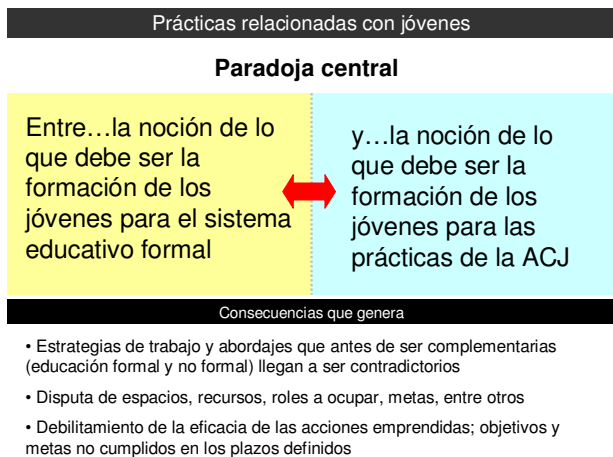 Prácticas relacionadas con jóvenes
Paradoja central
Entre…la noción de lo
que debe ser la
formación de los
jóvenes para el sistema
educativo formal
y…la noción de lo
que debe ser la
formación de los
jóvenes para las
prácticas de la ACJ
Consecuencias que genera
• Estrategias de trabajo y abordajes que antes de ser complementarias
(educación formal y no formal) llegan a ser contradictorios
• Disputa de espacios, recursos, roles a ocupar, metas, entre otros
• Debilitamiento de la eficacia de las acciones emprendidas; objetivos y
metas no cumplidos en los plazos definidos